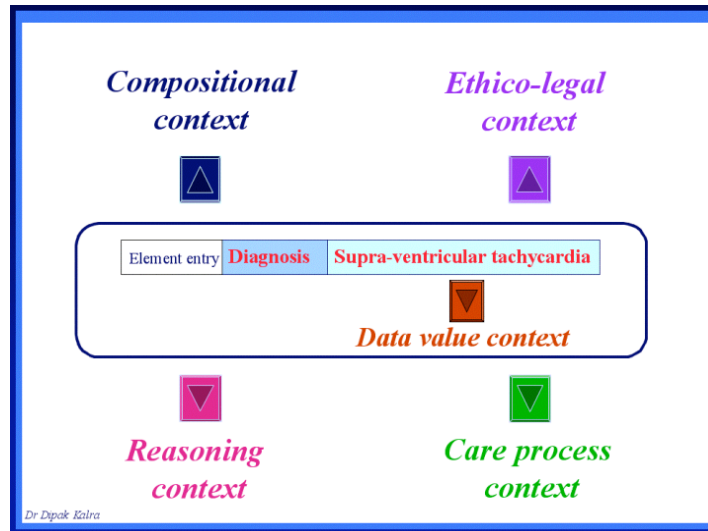 Compositional context
Ethico-legal context
Element entry Diagnosis Supra-ventricular tachycardia
Data value context
Reasoning context
Care process context
Dr Dipak Kalra